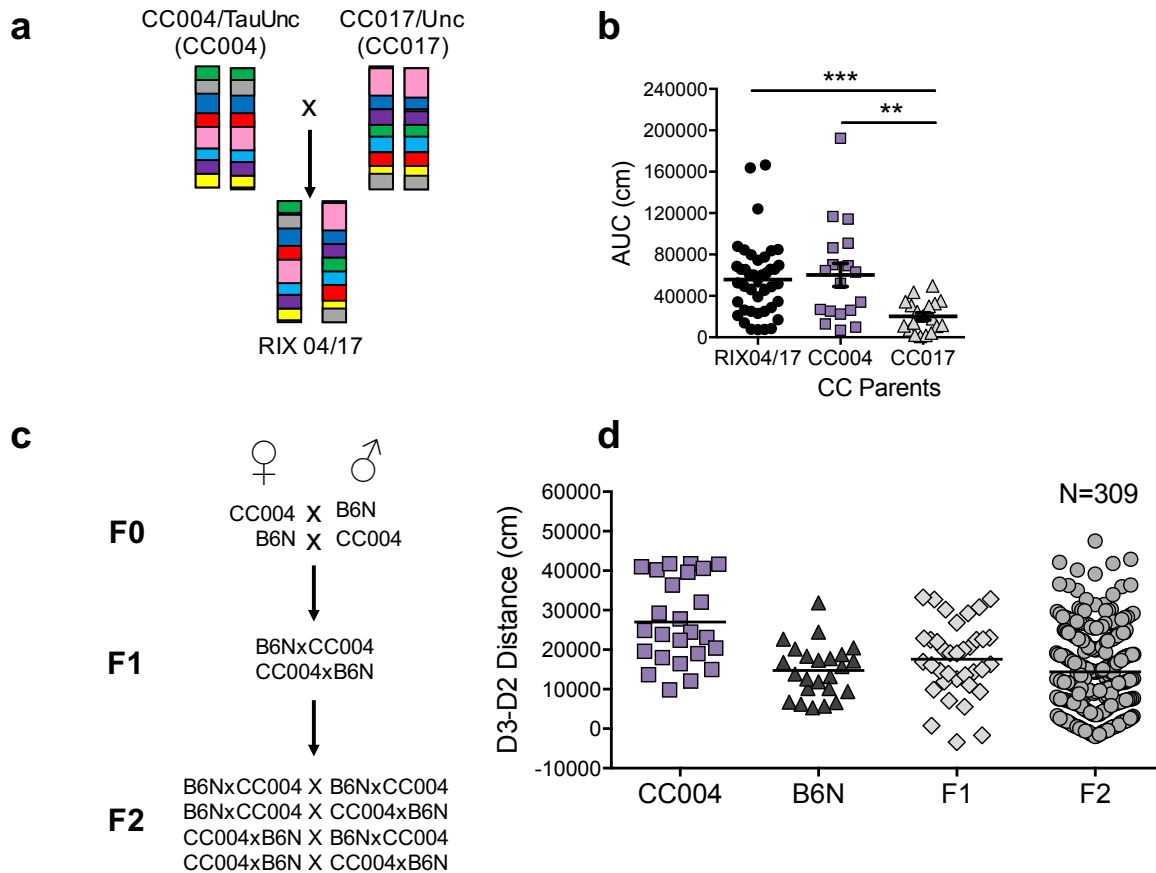 a
CC004/TauUnc
(CC004)
CC017/Unc
(CC017)
X
RIX 04/17
b
***
**
AUC (cm)
240000
200000
160000
120000
80000
40000
0
RIX04/17 CC004 CC017
CC Parents
c
♀ ♂
F0
CC004 X B6N
B6N X CC004
F1
B6NxCC004
CC004xB6N
F2
B6NxCC004 X B6NxCC004
B6NxCC004 X CC004xB6N
CC004xB6N X B6NxCC004
CC004xB6N X CC004xB6N
d
N=309
D3-D2 Distance (cm)
60000
50000
40000
30000
20000
10000
0
-10000
CC004 B6N F1 F2